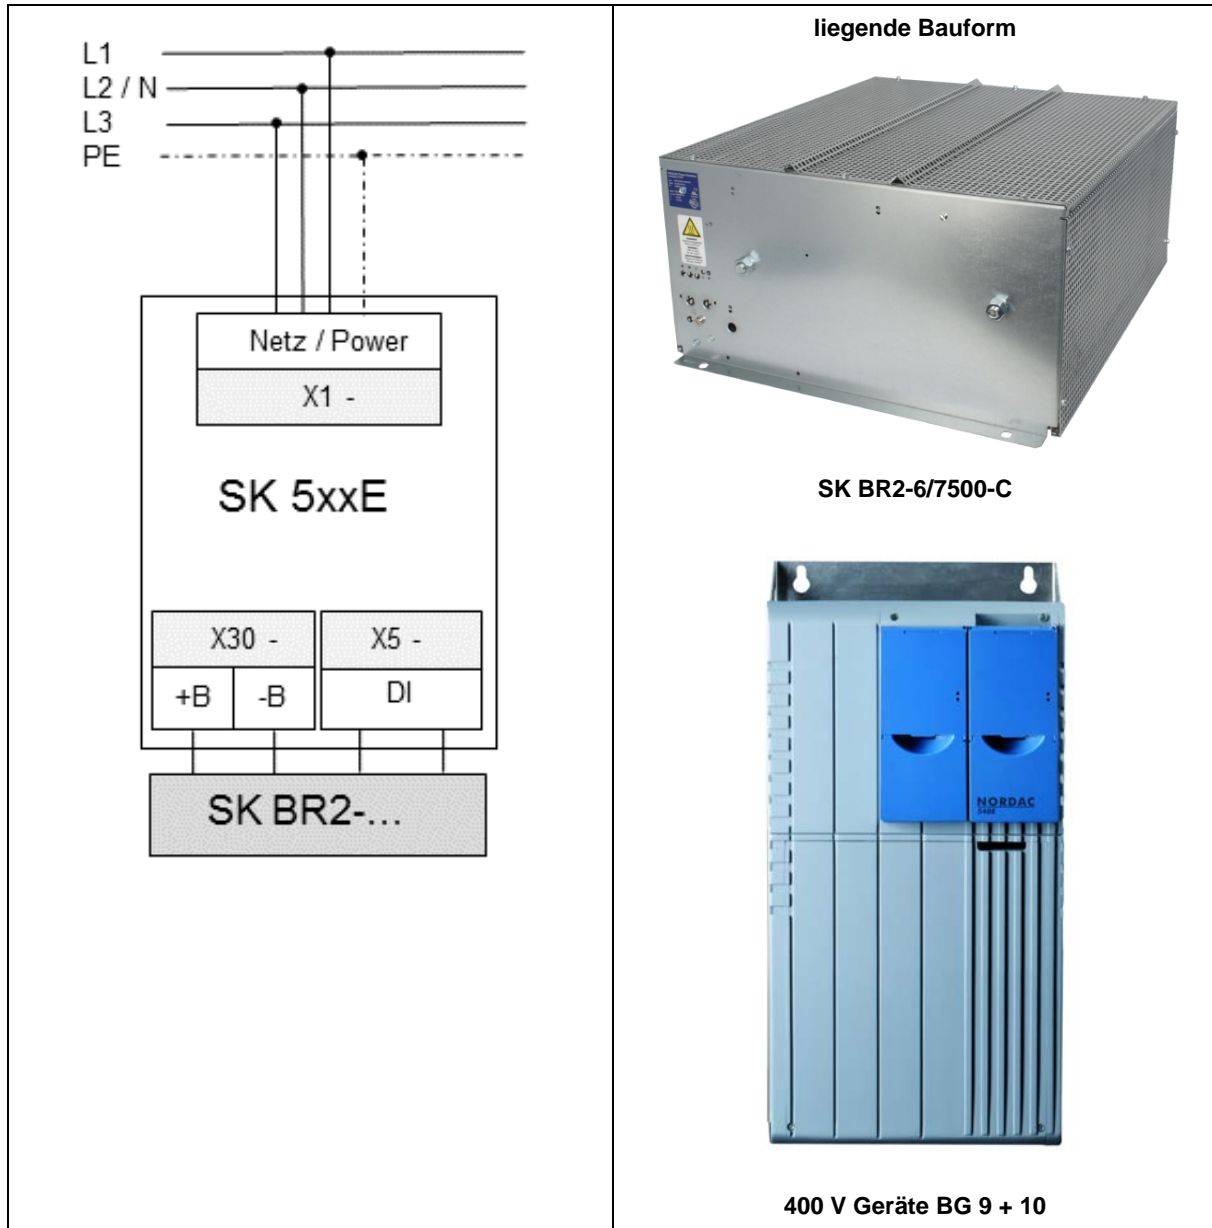 L1
L2 / N
L3
PE
Netz / Power
X1 -
SK 5xxE
X30 -
X5 -
+B
-B
DI
SK BR2-...
liegende Bauform
SK BR2-6/7500-C
NORDAC
400 V Geräte BG 9 + 10